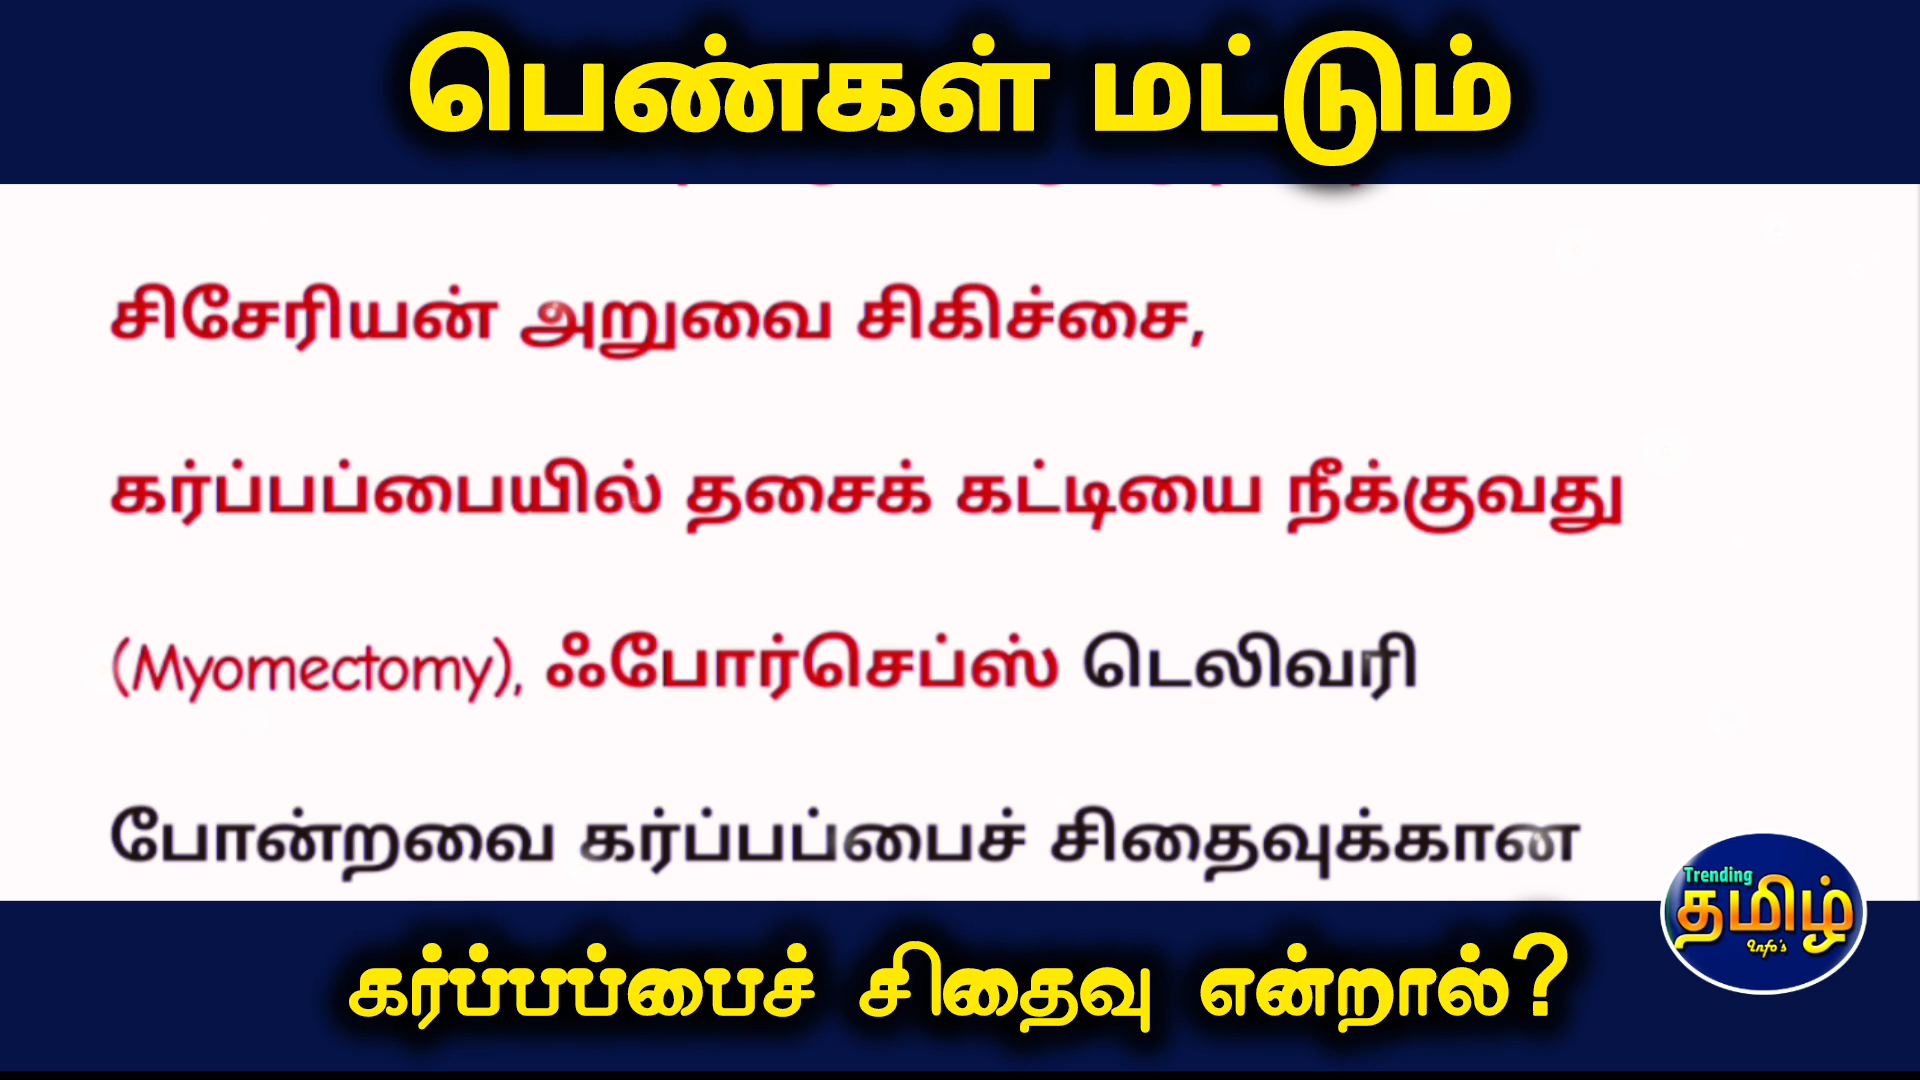 பெண்கள் மட்டும்
சிசேரியன் அறுவை சிகிச்சை,
கர்ப்பப்பையில் தசைக் கட்டியை நீக்குவது
(Myomectomy), ஃபோர்செப்ஸ் டெலிவரி
போன்றவை கர்ப்பப்பைச் சிதைவுக்கான
Trending
தமிழ்
Info's
கர்ப்பப்பைச் சிதைவு என்றால்?